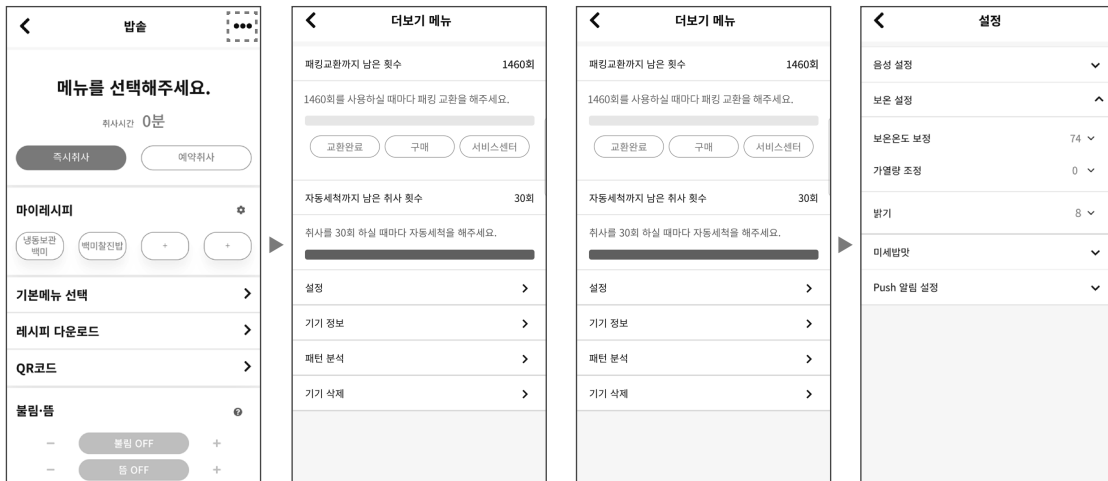 밥솥
메뉴를 선택해주세요.
취사시간 0분
즉시취사 예약취사
마이레시피
냉동보관
백미
백미찰진밥
+ +
기본메뉴 선택
레시피 다운로드
QR코드
불림·뜸
- 불림 OFF +
- 뜸 OFF +
더보기 메뉴
패킹교환까지 남은 횟수 1460회
1460회를 사용하실 때마다 패킹 교환을 해주세요.
교환완료 구매 서비스센터
자동세척까지 남은 취사 횟수 30회
취사를 30회 하실 때마다 자동세척을 해주세요.
설정
기기 정보
패턴 분석
기기 삭제
더보기 메뉴
패킹교환까지 남은 횟수 1460회
1460회를 사용하실 때마다 패킹 교환을 해주세요.
교환완료 구매 서비스센터
자동세척까지 남은 취사 횟수 30회
취사를 30회 하실 때마다 자동세척을 해주세요.
설정
기기 정보
패턴 분석
기기 삭제
설정
음성 설정
보온 설정
보온온도 보정 74
가열량 조정 0
밝기 8
미세밥맛
Push 알림 설정